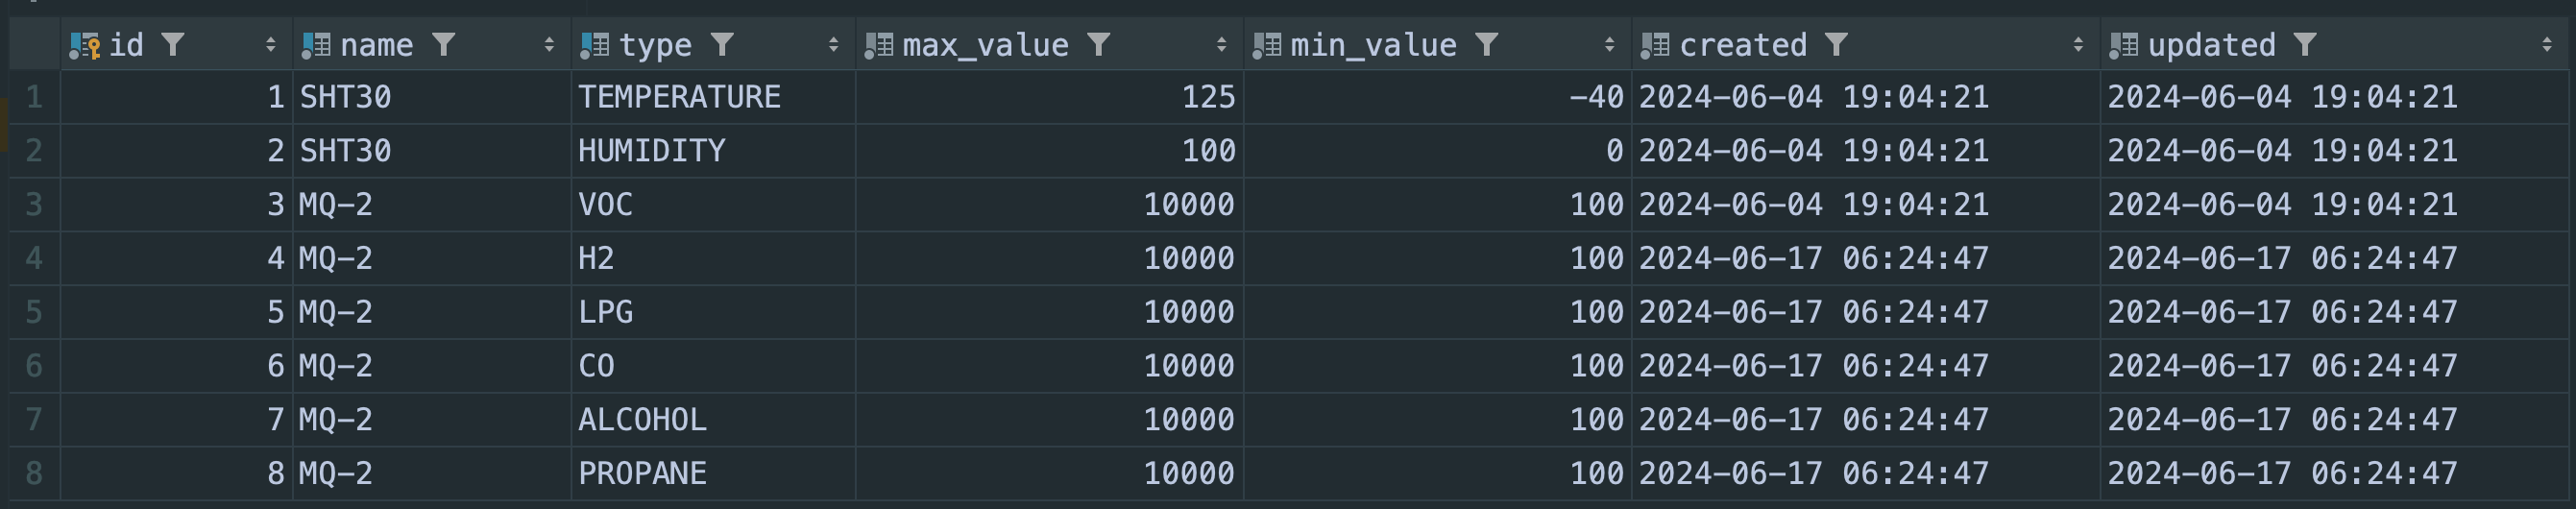 id name type max_value min_value created updated
1 1 SHT30 TEMPERATURE 125 -40 2024-06-04 19:04:21 2024-06-04 19:04:21
2 2 SHT30 HUMIDITY 100 0 2024-06-04 19:04:21 2024-06-04 19:04:21
3 3 MQ-2 VOC 10000 100 2024-06-04 19:04:21 2024-06-04 19:04:21
4 4 MQ-2 H2 10000 100 2024-06-17 06:24:47 2024-06-17 06:24:47
5 5 MQ-2 LPG 10000 100 2024-06-17 06:24:47 2024-06-17 06:24:47
6 6 MQ-2 CO 10000 100 2024-06-17 06:24:47 2024-06-17 06:24:47
7 7 MQ-2 ALCOHOL 10000 100 2024-06-17 06:24:47 2024-06-17 06:24:47
8 8 MQ-2 PROPANE 10000 100 2024-06-17 06:24:47 2024-06-17 06:24:47